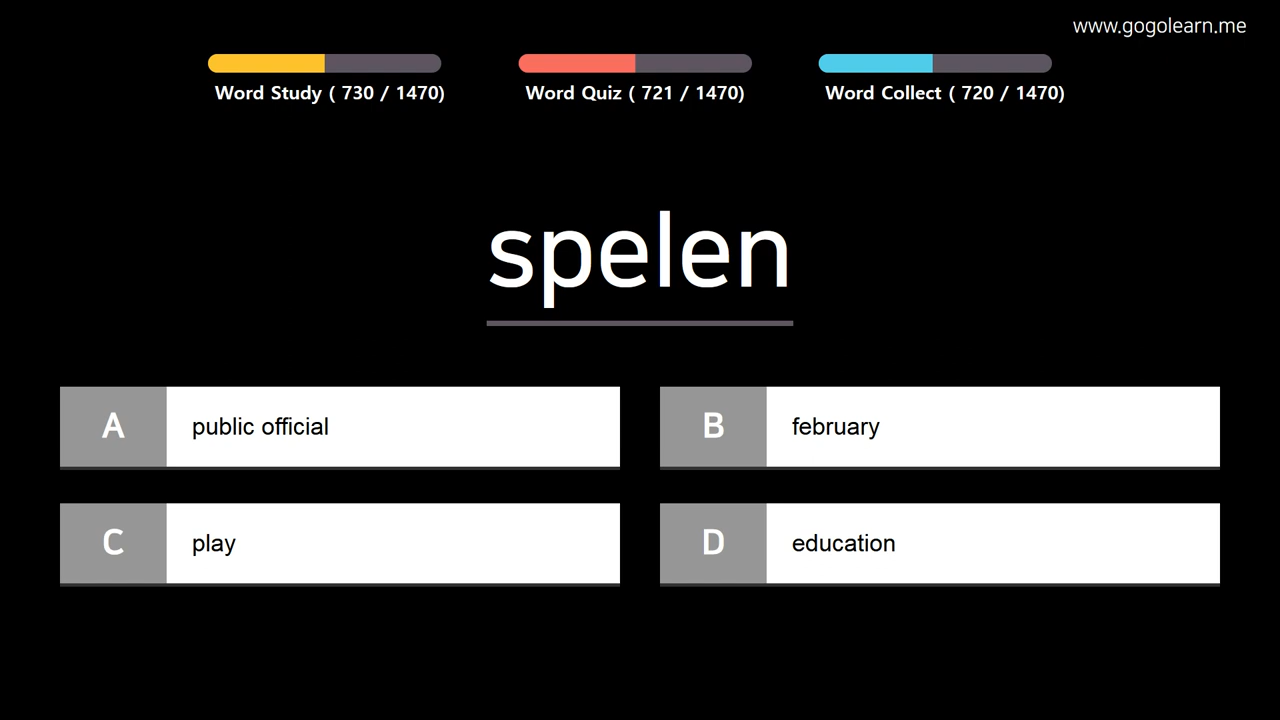 www.gogolearn.me
Word Study ( 730 / 1470)
Word Quiz ( 721 / 1470)
Word Collect ( 720 / 1470)
spelen
A public official
B february
C play
D education